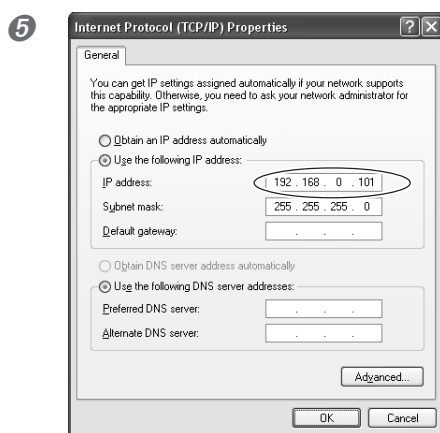 5
Internet Protocol (TCP/IP) Properties
General
You can get IP settings assigned automatically if your network supports
this capability. Otherwise, you need to ask your network administrator for
the appropriate IP settings.
Obtain an IP address automatically
Use the following IP address:
IP address: 192 . 168 . 0 . 101
Subnet mask: 255 . 255 . 255 . 0
Default gateway: . . .
Obtain DNS server address automatically
Use the following DNS server addresses:
Preferred DNS server: . . .
Alternate DNS server: . . .
Advanced...
OK Cancel